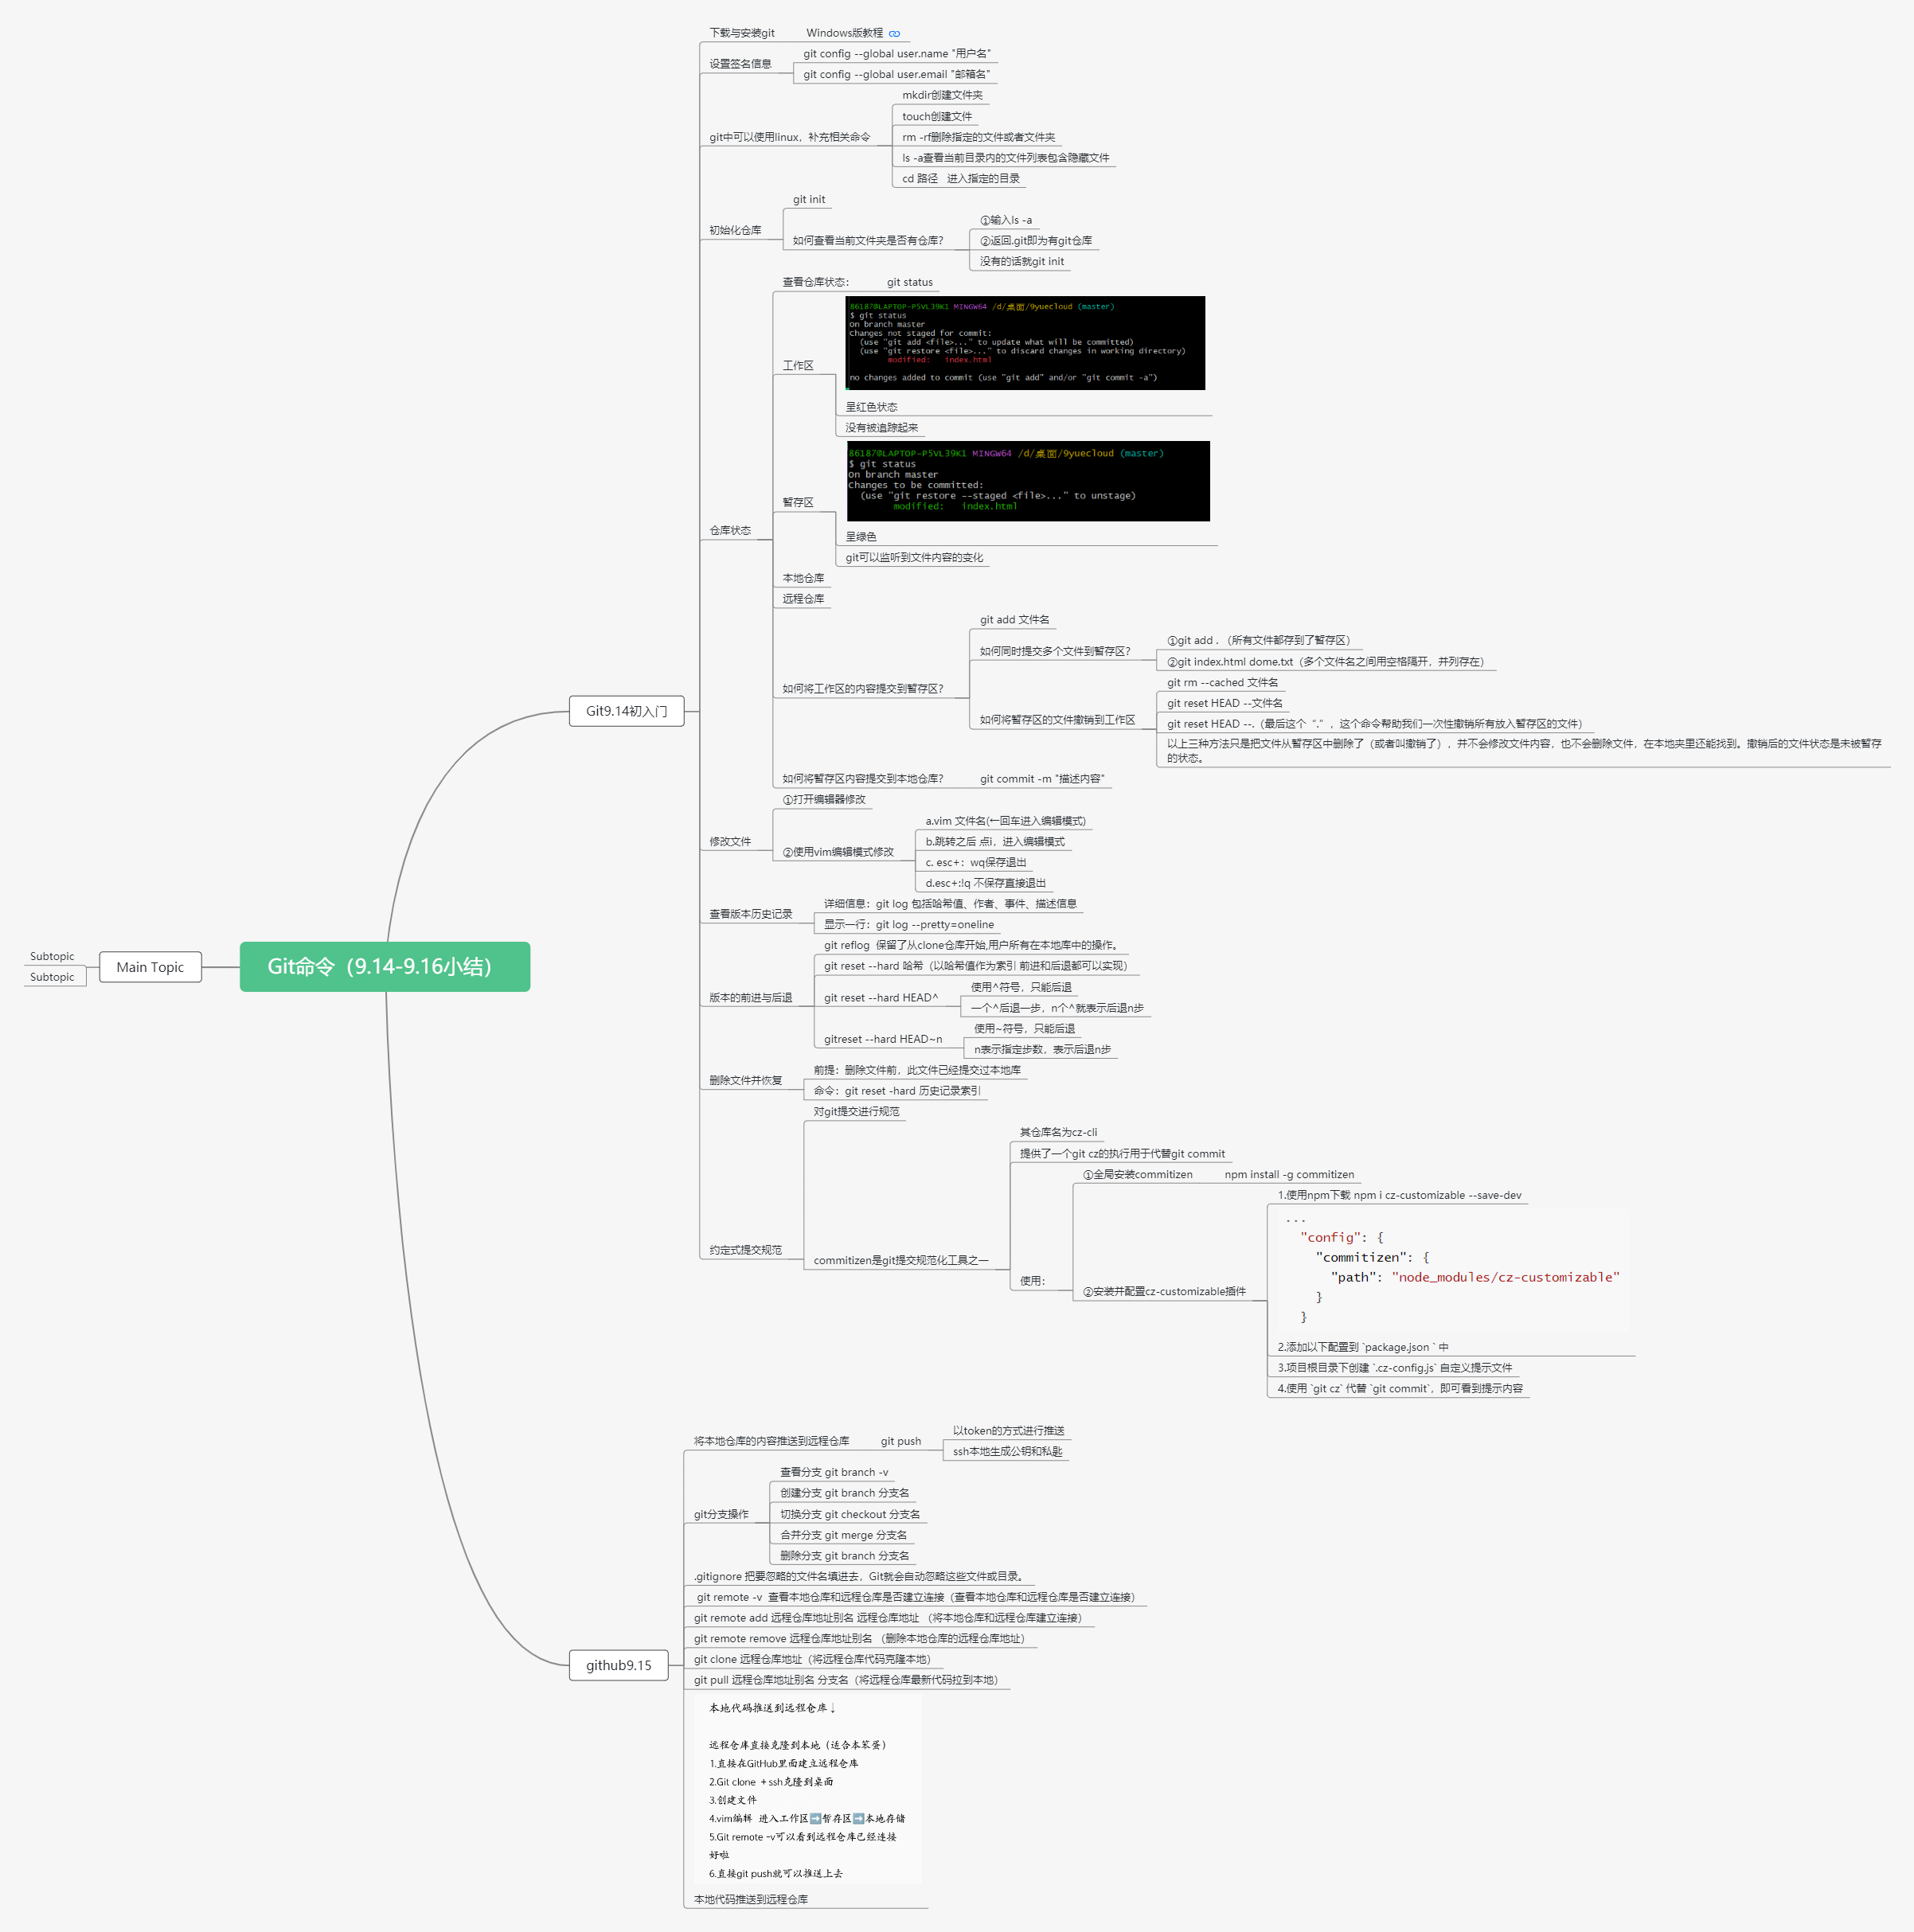 下载与安装git
Windows版教程
设置签名信息
git config --global user.name "用户名"
git config --global user.email "邮箱名"
git中可以使用linux，补充相关命令
mkdir创建文件夹
touch创建文件
rm -rf删除指定的文件或者文件夹
ls -a查看当前目录内的文件列表包含隐藏文件
cd 路径   进入指定的目录
初始化仓库
git init
如何查看当前文件夹是否有仓库？
①输入ls -a
②返回.git即为有git仓库
没有的话就git init
仓库状态
查看仓库状态：
git status
工作区
86187@LAPTOP-P5VL39K1 MINGW64 /d/桌面/9yuecloud (master)
$ git status
On branch master
Changes not staged for commit:
  (use "git add <file>..." to update what will be committed)
  (use "git restore <file>..." to discard changes in working directory)
        modified:   index.html
no changes added to commit (use "git add" and/or "git commit -a")
呈红色状态
没有被追踪起来
暂存区
86187@LAPTOP-P5VL39K1 MINGW64 /d/桌面/9yuecloud (master)
$ git status
On branch master
Changes to be committed:
  (use "git restore --staged <file>..." to unstage)
        modified:   index.html
呈绿色
git可以监听到文件内容的变化
本地仓库
远程仓库
如何将工作区的内容提交到暂存区？
git add 文件名
如何同时提交多个文件到暂存区？
①git add . （所有文件都存到了暂存区）
②git index.html dome.txt（多个文件名之间用空格隔开，并列存在）
如何将暂存区的文件撤销到工作区
git rm --cached 文件名
git reset HEAD --文件名
git reset HEAD --.（最后这个“.”，这个命令帮助我们一次性撤销所有放入暂存区的文件）
以上三种方法只是把文件从暂存区中删除了（或者叫撤销了），并不会修改文件内容，也不会删除文件，在本地夹里还能找到。撤销后的文件状态是未被暂存
的状态。
如何将暂存区内容提交到本地仓库？
git commit -m "描述内容"
Git9.14初入门
修改文件
①打开编辑器修改
②使用vim编辑模式修改
a.vim 文件名(←回车进入编辑模式)
b.跳转之后 点i，进入编辑模式
c. esc+：wq保存退出
d.esc+:!q 不保存直接退出
查看版本历史记录
详细信息：git log 包括哈希值、作者、事件、描述信息
显示一行：git log --pretty=oneline
版本的前进与后退
git reflog  保留了从clone仓库开始,用户所有在本地库中的操作。
git reset --hard 哈希（以哈希值作为索引 前进和后退都可以实现）
git reset --hard HEAD^
使用^符号，只能后退
一个^后退一步，n个^就表示后退n步
gitreset --hard HEAD~n
使用~符号，只能后退
n表示指定步数，表示后退n步
删除文件并恢复
前提：删除文件前，此文件已经提交过本地库
命令：git reset -hard 历史记录索引
约定式提交规范
对git提交进行规范
commitizen是git提交规范化工具之一
其仓库名为cz-cli
提供了一个git cz的执行用于代替git commit
使用：
①全局安装commitizen
npm install -g commitizen
②安装并配置cz-customizable插件
1.使用npm下载 npm i cz-customizable --save-dev
...
  "config": {
    "commitizen": {
      "path": "node_modules/cz-customizable"
    }
  }
2.添加以下配置到 `package.json ` 中
3.项目根目录下创建 `.cz-config.js` 自定义提示文件
4.使用 `git cz` 代替 `git commit`，即可看到提示内容
Git命令（9.14-9.16小结）
Main Topic
Subtopic
Subtopic
github9.15
将本地仓库的内容推送到远程仓库
git push
以token的方式进行推送
ssh本地生成公钥和私匙
git分支操作
查看分支 git branch -v
创建分支 git branch 分支名
切换分支 git checkout 分支名
合并分支 git merge 分支名
删除分支 git branch 分支名
.gitignore 把要忽略的文件名填进去，Git就会自动忽略这些文件或目录。
git remote -v  查看本地仓库和远程仓库是否建立连接（查看本地仓库和远程仓库是否建立连接）
git remote add 远程仓库地址别名 远程仓库地址 （将本地仓库和远程仓库建立连接）
git remote remove 远程仓库地址别名 （删除本地仓库的远程仓库地址）
git clone 远程仓库地址（将远程仓库代码克隆本地）
git pull 远程仓库地址别名 分支名（将远程仓库最新代码拉到本地）
本地代码推送到远程仓库↓
远程仓库直接克隆到本地（适合本笨蛋）
1.直接在GitHub里面建立远程仓库
2.Git clone ＋ssh克隆到桌面
3.创建文件
4.vim编辑  进入工作区➡暂存区➡本地存储
5.Git remote -v可以看到远程仓库已经连接
好啦
6.直接git push就可以推送上去
本地代码推送到远程仓库